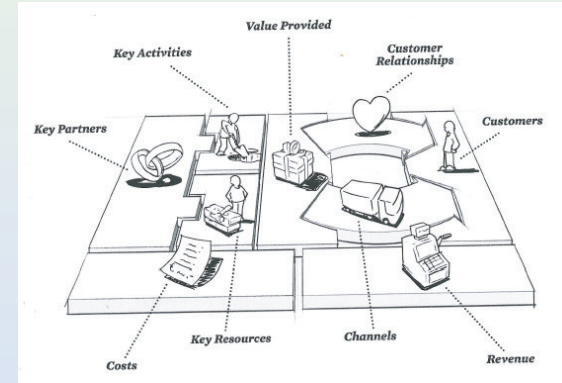 Value Provided
Key Activities
Customer
Relationships
Key Partners
Customers
Key Resources
Channels
Costs
Revenue